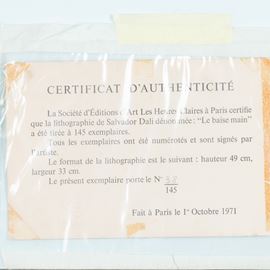 CERTIFICAT D'AUTHENTICITÉ
La Société d'Éditions d'Art Les Heures Claires à Paris certifie
que la lithographie de Salvador Dali dénommée : "Le baise main"
a été tirée à 145 exemplaires.
Tous les exemplaires ont été numérotés et sont signés par
l'artiste.
Le format de la lithographie est le suivant : hauteur 49 cm,
largeur 33 cm.
Le présent exemplaire porte le N°
145
Fait à Paris le 1er Octobre 1971